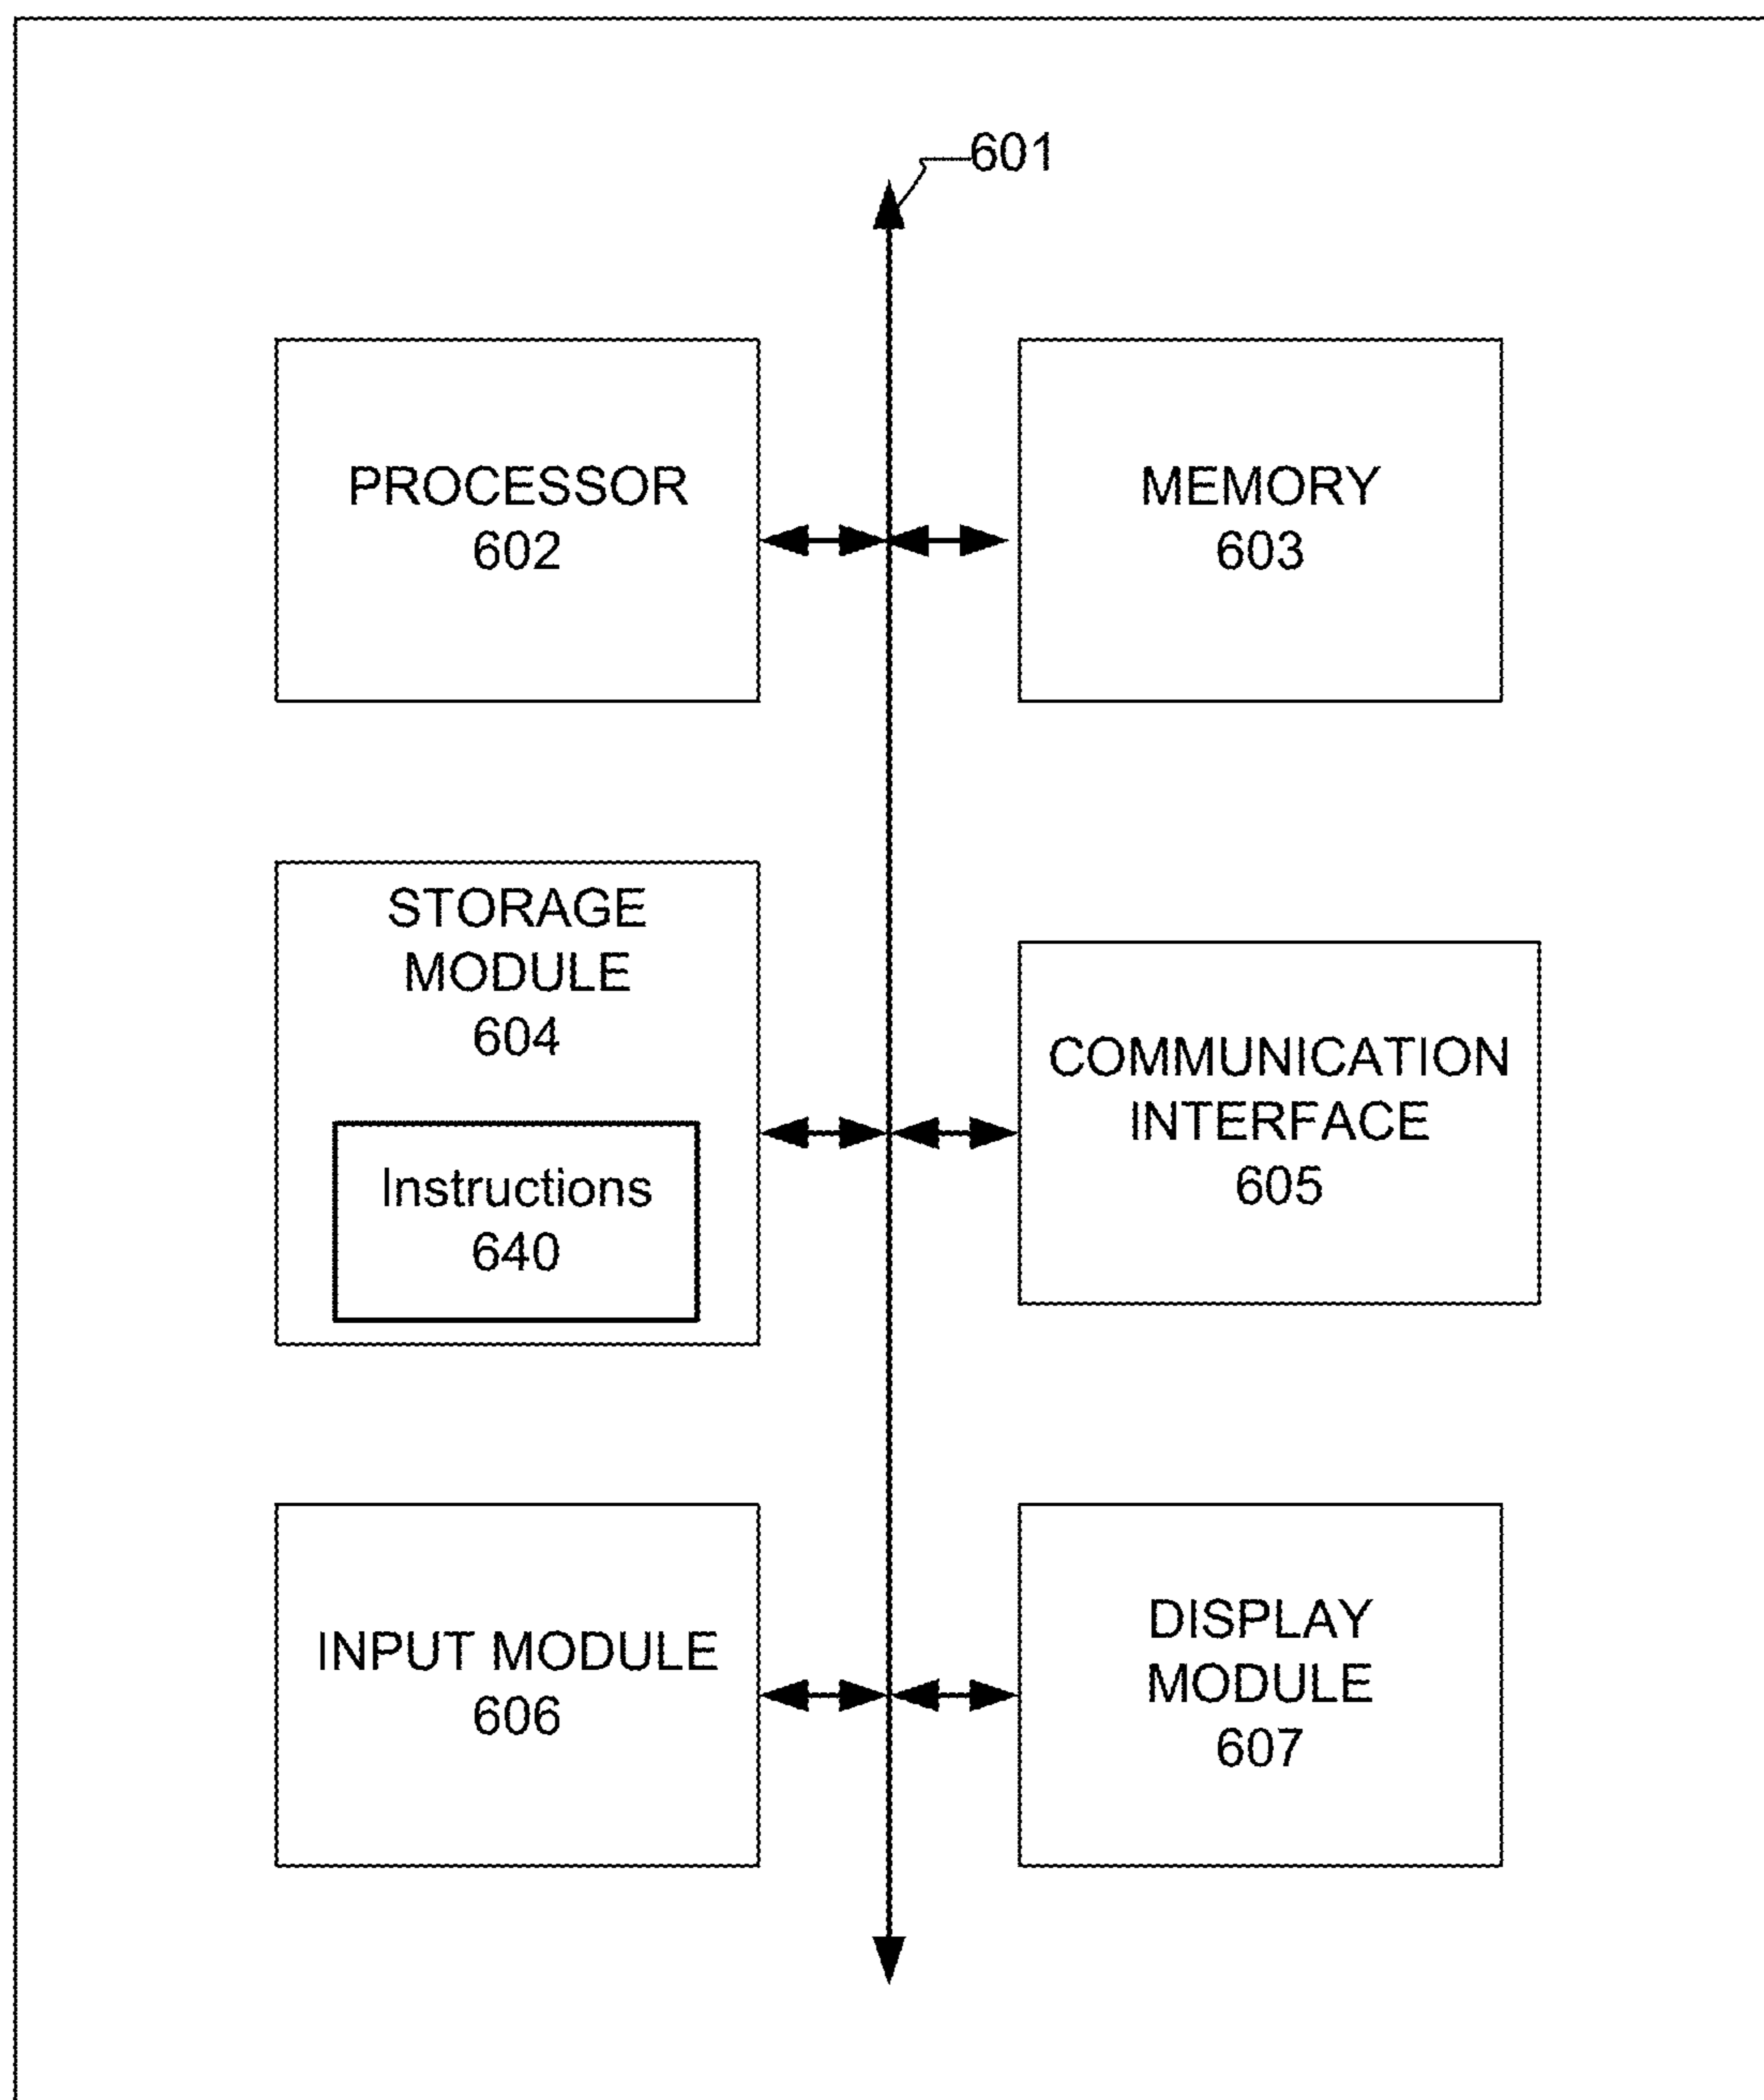 601
PROCESSOR
602
MEMORY
603
STORAGE
MODULE
604
Instructions
640
COMMUNICATION
INTERFACE
605
INPUT MODULE
606
DISPLAY
MODULE
607